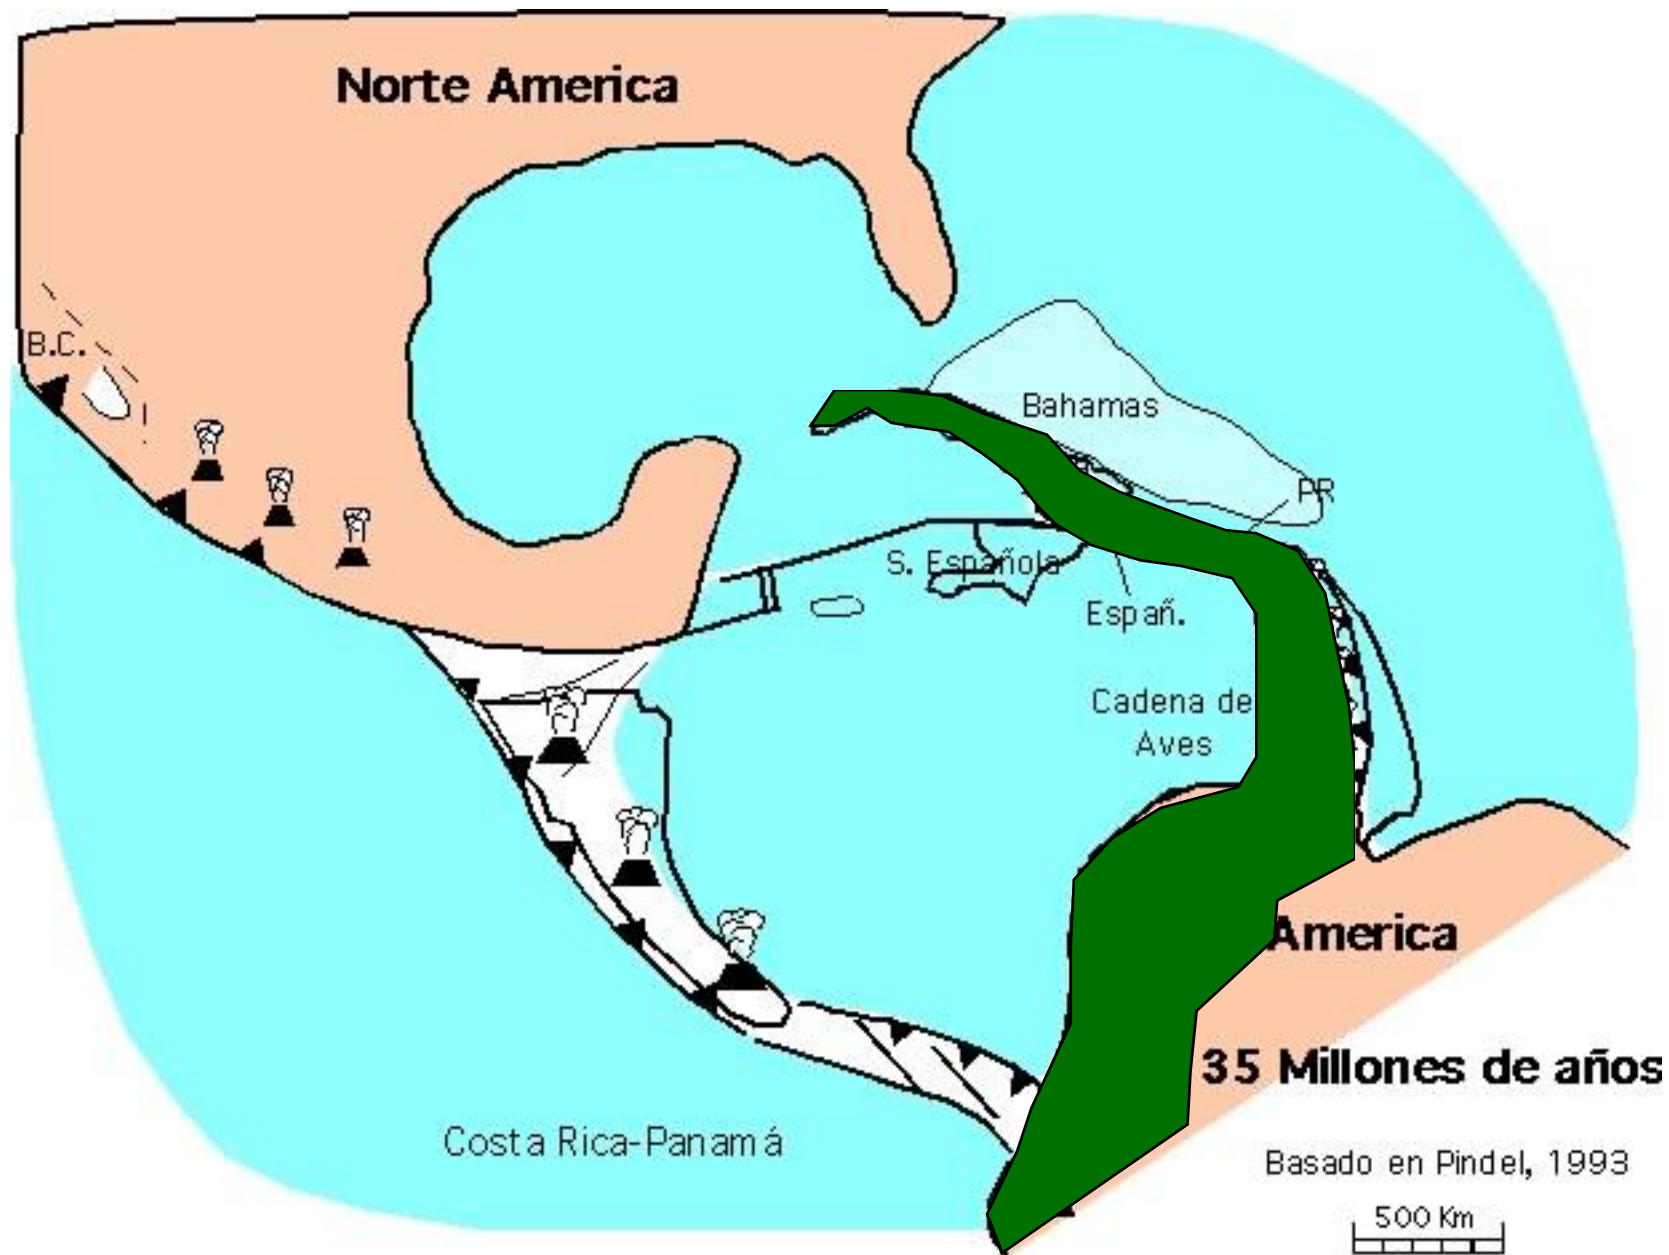 Norte America
B.C.
Bahamas
PR
S. Española
Españ.
Cadena de
Aves
America
35 Millones de años
Costa Rica-Panamá
Basado en Pindel, 1993
500 Km